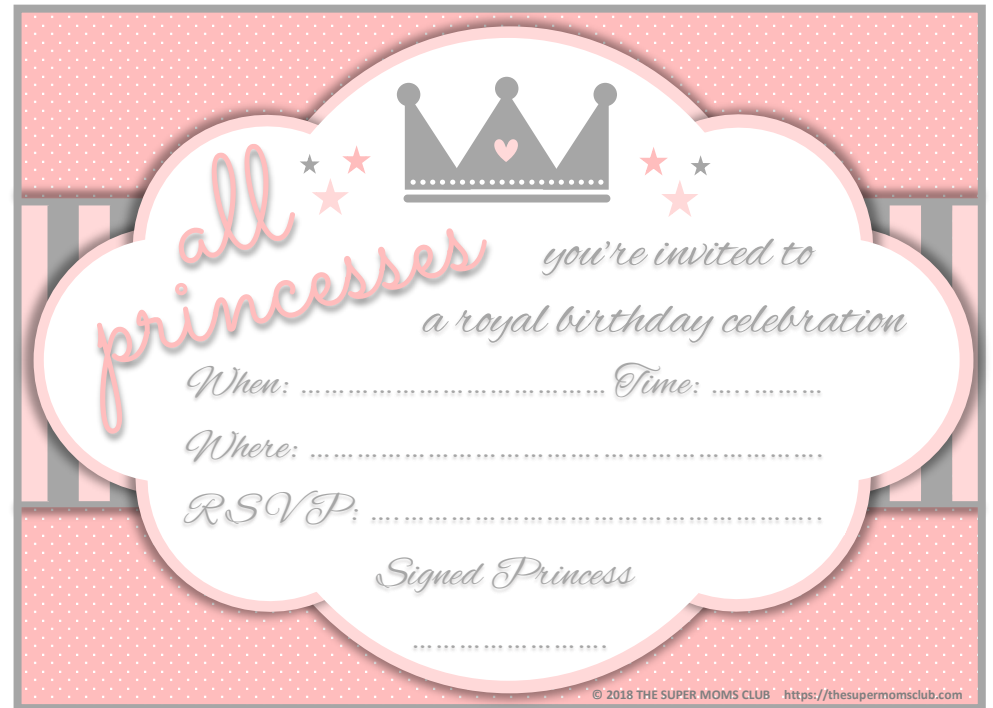 all
princesses
you're invited to
a royal birthday celebration
When: ……………………………… Time: ….………
Where: …………………………….……………………….
RSVP: ….…………………………………………….
Signed Princess
…………………….
© 2018 THE SUPER MOMS CLUB https://thesupermomsclub.com